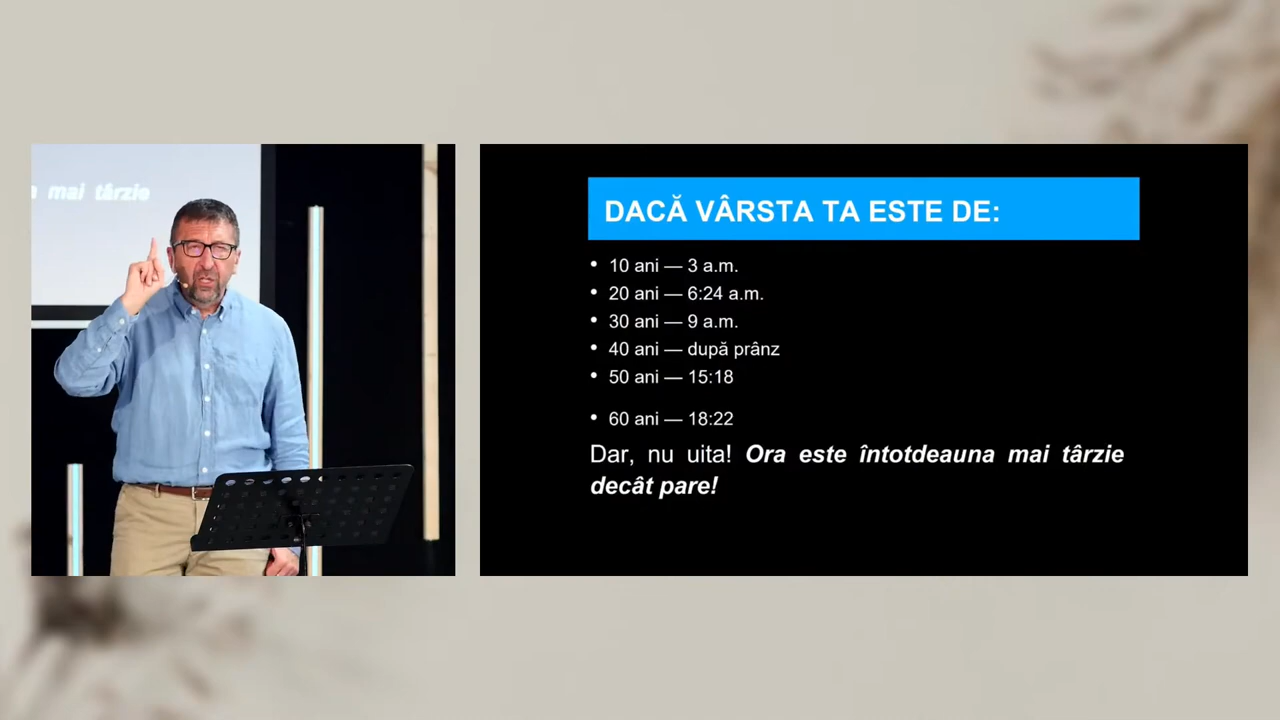 mai târzie
DACĂ VÂRSTA TA ESTE DE:
• 10 ani — 3 a.m.
• 20 ani — 6:24 a.m.
• 30 ani — 9 a.m.
• 40 ani — după prânz
• 50 ani — 15:18
• 60 ani — 18:22
Dar, nu uita! Ora este întotdeauna mai târzie
decât pare!